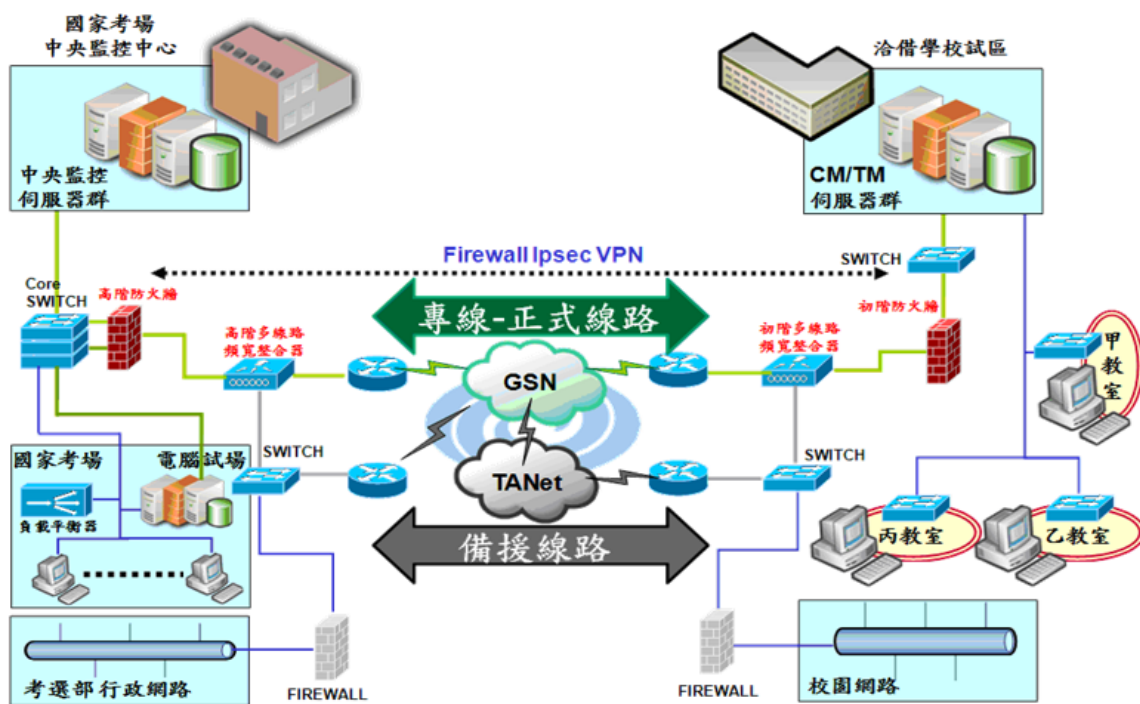 國家考場
中央監控中心
洽借學校試區
中央監控
伺服器群
CM/TM
伺服器群
Firewall Ipsec VPN
SWITCH
Core
SWITCH
高階防火牆
初階防火牆
專線-正式線路
高階多線路
頻寬整合器
初階多線路
頻寬整合器
GSN
甲教室
國家考場
電腦試場
SWITCH
SWITCH
TANet
負載平衡器
備援線路
丙教室
乙教室
考選部行政網路
FIREWALL
FIREWALL
校園網路